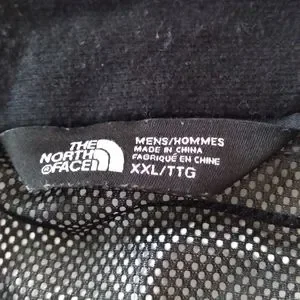 THE
NORTH
FACE
MENS/HOMMES
MADE IN CHINA
FABRIQUÉ EN CHINE
XXL/TTG